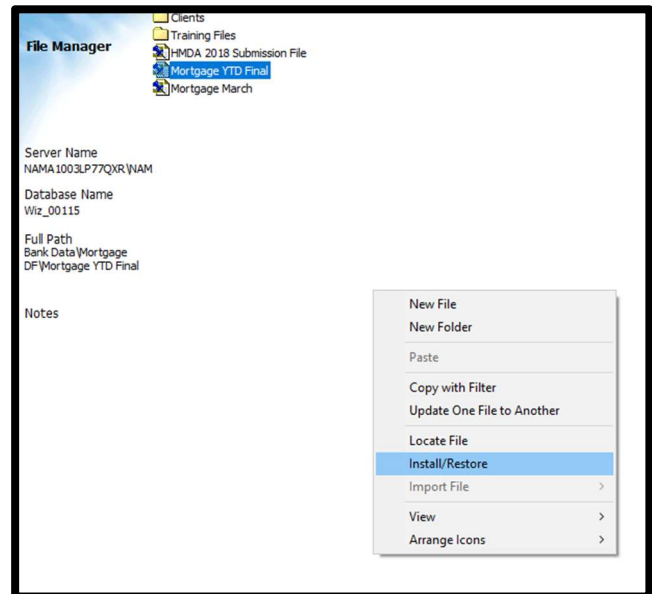 Clients
Training Files
File Manager
HMDA 2018 Submission File
Mortgage YTD Final
Mortgage March
Server Name
NAMA1003LP77QXR\NAM
Database Name
Wiz_00115
Full Path
Bank Data\Mortgage
DF\Mortgage YTD Final
Notes
New File
New Folder
Paste
Copy with Filter
Update One File to Another
Locate File
Install/Restore
Import File
View
Arrange Icons